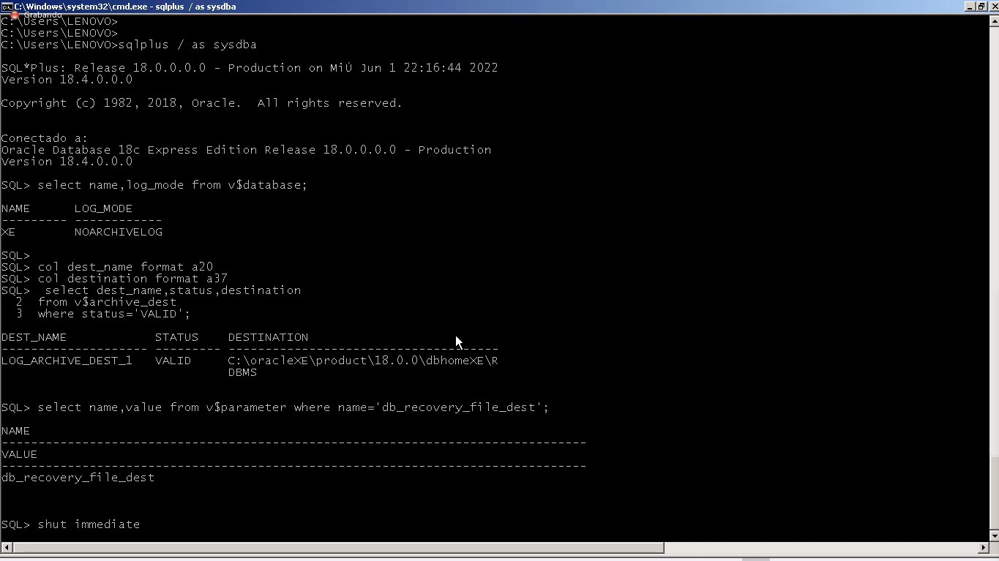 C:\Windows\system32\cmd.exe - sqlplus / as sysdba
Grabando
C:\Users\LENOVO>
C:\Users\LENOVO>
C:\Users\LENOVO>sqlplus / as sysdba
SQL*Plus: Release 18.0.0.0.0 - Production on MiÚ Jun 1 22:16:44 2022
Version 18.4.0.0.0
Copyright (c) 1982, 2018, Oracle.  All rights reserved.
Conectado a:
Oracle Database 18c Express Edition Release 18.0.0.0.0 - Production
Version 18.4.0.0.0
SQL> select name,log_mode from v$database;
NAME      LOG_MODE
--------- ------------
XE        NOARCHIVELOG
SQL>
SQL> col dest_name format a20
SQL> col destination format a37
SQL>  select dest_name,status,destination
  2  from v$archive_dest
  3  where status='VALID';
DEST_NAME            STATUS    DESTINATION
-------------------- --------- -------------------------------------
LOG_ARCHIVE_DEST_1   VALID     C:\oracleXE\product\18.0.0\dbhomeXE\R
                               DBMS
SQL> select name,value from v$parameter where name='db_recovery_file_dest';
NAME
--------------------------------------------------------------------------------
VALUE
--------------------------------------------------------------------------------
db_recovery_file_dest
SQL> shut immediate